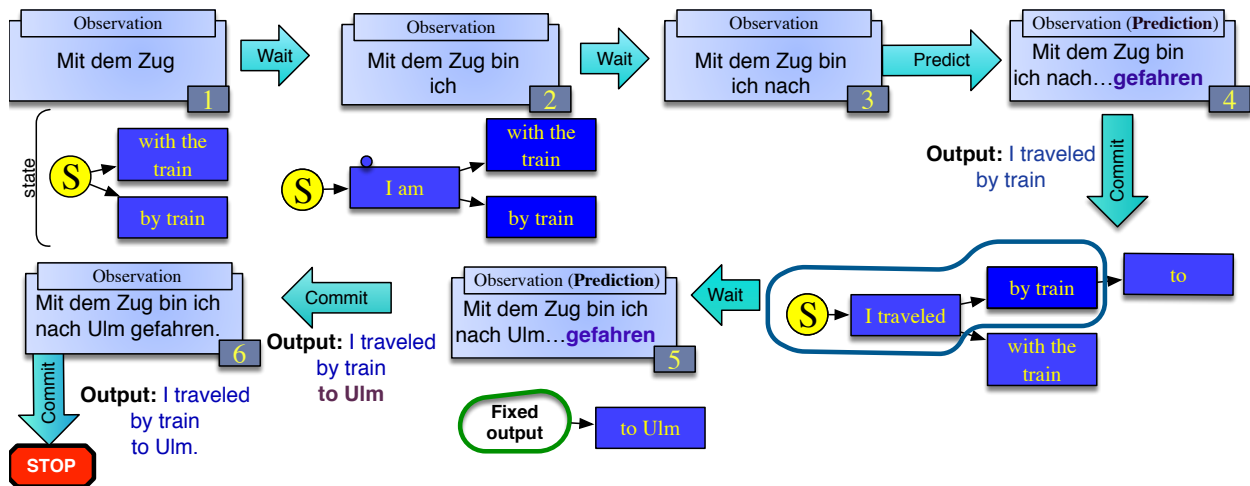 Observation
Mit dem Zug
1
Wait
Observation
Mit dem Zug bin
ich
2
Wait
Observation
Mit dem Zug bin
ich nach
3
Predict
Observation (Prediction)
Mit dem Zug bin
ich nach…gefahren
4
state
S
with the
train
by train
S
I am
with the
train
by train
Output: I traveled
by train
Commit
S
I traveled
by train
with the
train
to
Wait
Observation (Prediction)
Mit dem Zug bin ich
nach Ulm…gefahren
5
Fixed
output
to Ulm
Commit
Output: I traveled
by train
to Ulm
Observation
Mit dem Zug bin ich
nach Ulm gefahren.
6
Commit
Output: I traveled
by train
to Ulm.
STOP